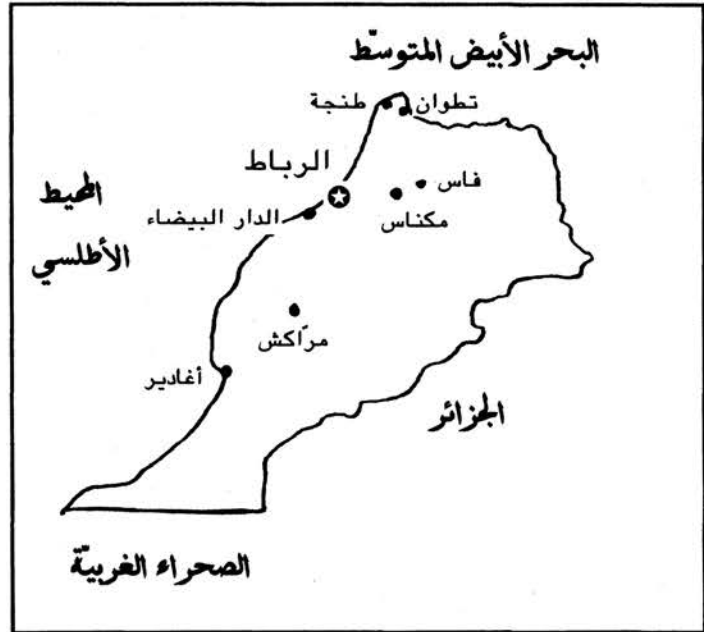 البحر الأبيض المتوسّط
تطوان
طنجة
الرباط
فاس
مكناس
المحيط
الأطلسي
الدار البيضاء
مرّاكش
أغادير
الجزائر
الصحراء الغربيّة